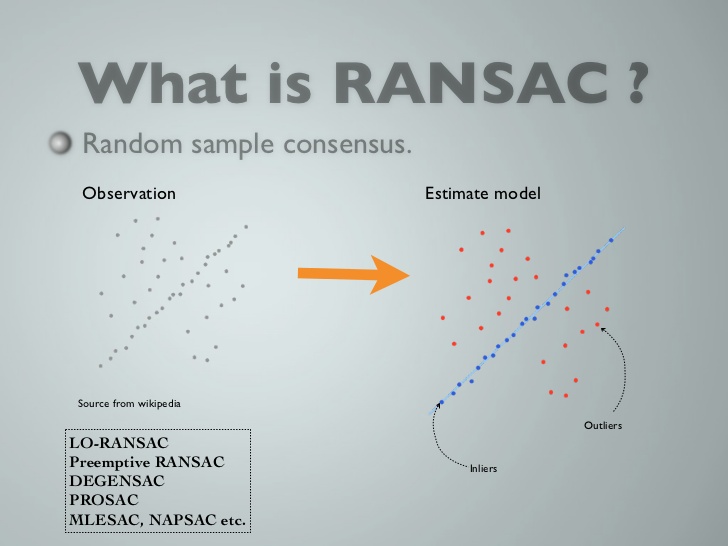 What is RANSAC ?
Random sample consensus.
Observation
Estimate model
Source from wikipedia
Outliers
Inliers
LO-RANSAC
Preemptive RANSAC
DEGENSAC
PROSAC
MLESAC, NAPSAC etc.